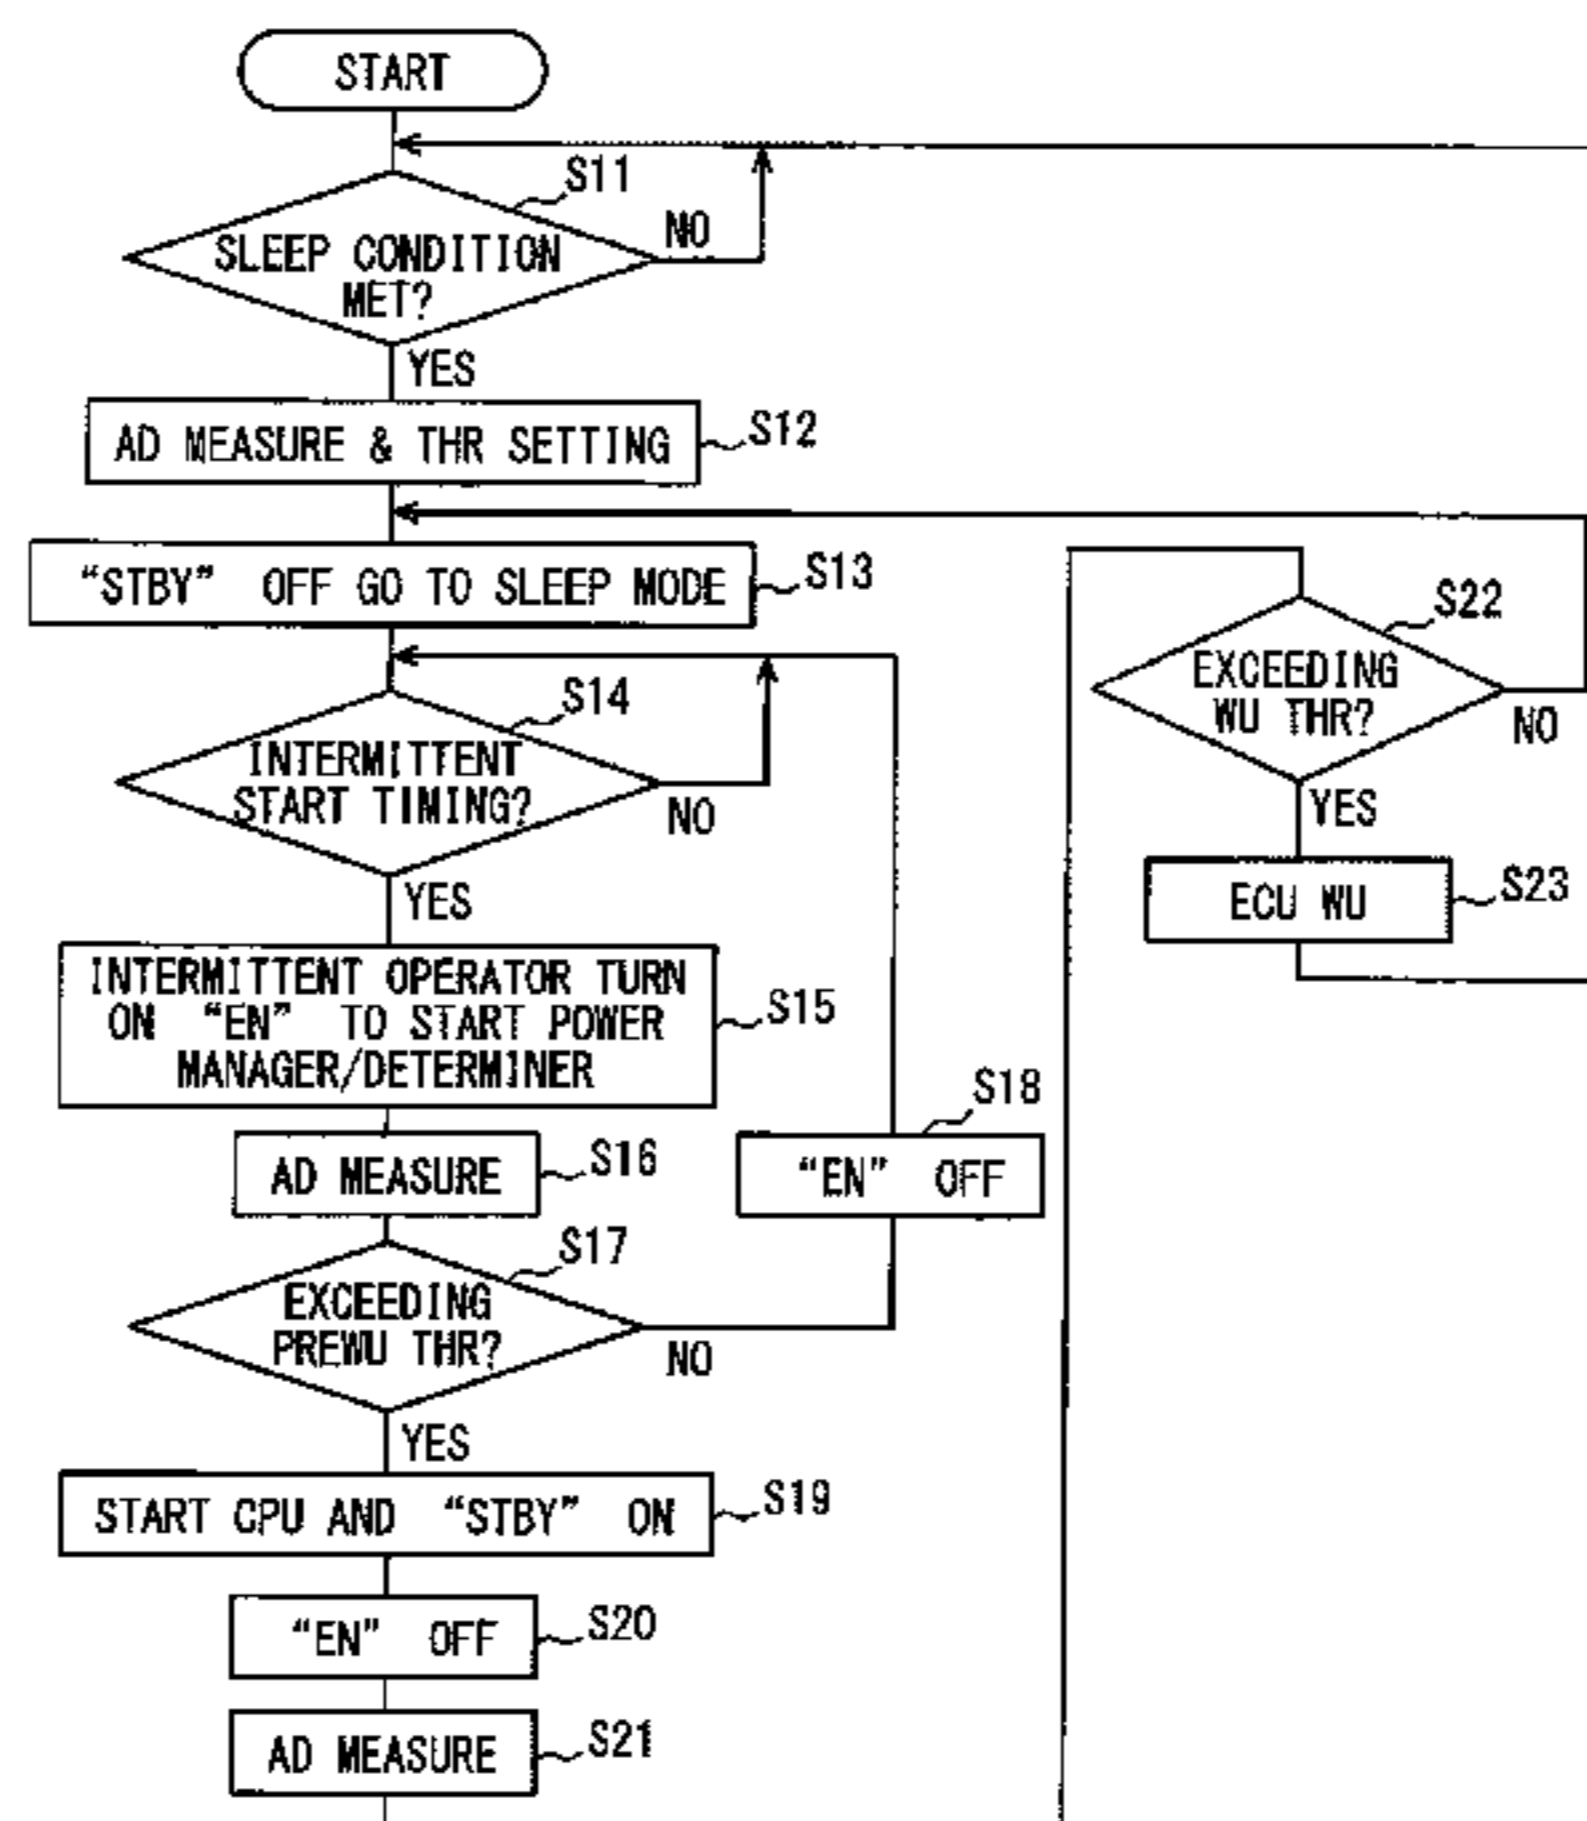 START
S11
SLEEP CONDITION
MET?
NO
YES
AD MEASURE & THR SETTING
S12
“STBY” OFF GO TO SLEEP MODE
S13
S14
INTERMITTENT
START TIMING?
NO
YES
INTERMITTENT OPERATOR TURN
ON “EN” TO START POWER
MANAGER/DETERMINER
S15
AD MEASURE
S16
S17
EXCEEDING
PREWU THR?
NO
S18
“EN” OFF
YES
START CPU AND “STBY” ON
S19
“EN” OFF
S20
AD MEASURE
S21
S22
EXCEEDING
WU THR?
NO
YES
ECU WU
S23